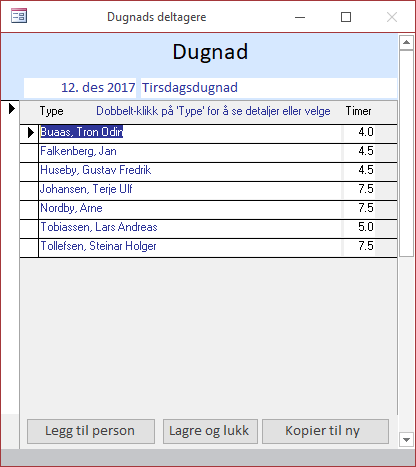 Dugnads deltagere
Dugnad
12. des 2017 Tirsdagsdugnad
Type Dobbelt-klikk på 'Type' for å se detaljer eller velge Timer
Buaas, Tron Odin 4.0
Falkenberg, Jan 4.5
Huseby, Gustav Fredrik 4.5
Johansen, Terje Ulf 7.5
Nordby, Arne 7.5
Tobiassen, Lars Andreas 5.0
Tollefsen, Steinar Holger 7.5
Legg til person Lagre og lukk Kopier til ny